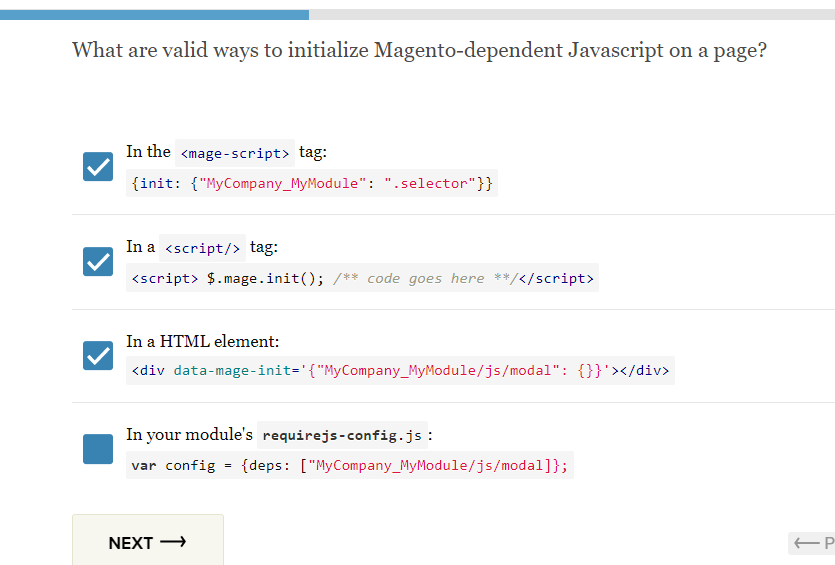 What are valid ways to initialize Magento-dependent Javascript on a page?
In the <mage-script> tag:
{init: {"MyCompany_MyModule": ".selector"}}
In a <script/> tag:
<script> $.mage.init(); /** code goes here **/</script>
In a HTML element:
<div data-mage-init='{"MyCompany_MyModule/js/modal": {}}'></div>
In your module's requirejs-config.js :
var config = {deps: ["MyCompany_MyModule/js/modal]};
NEXT ⟶
⟵ P